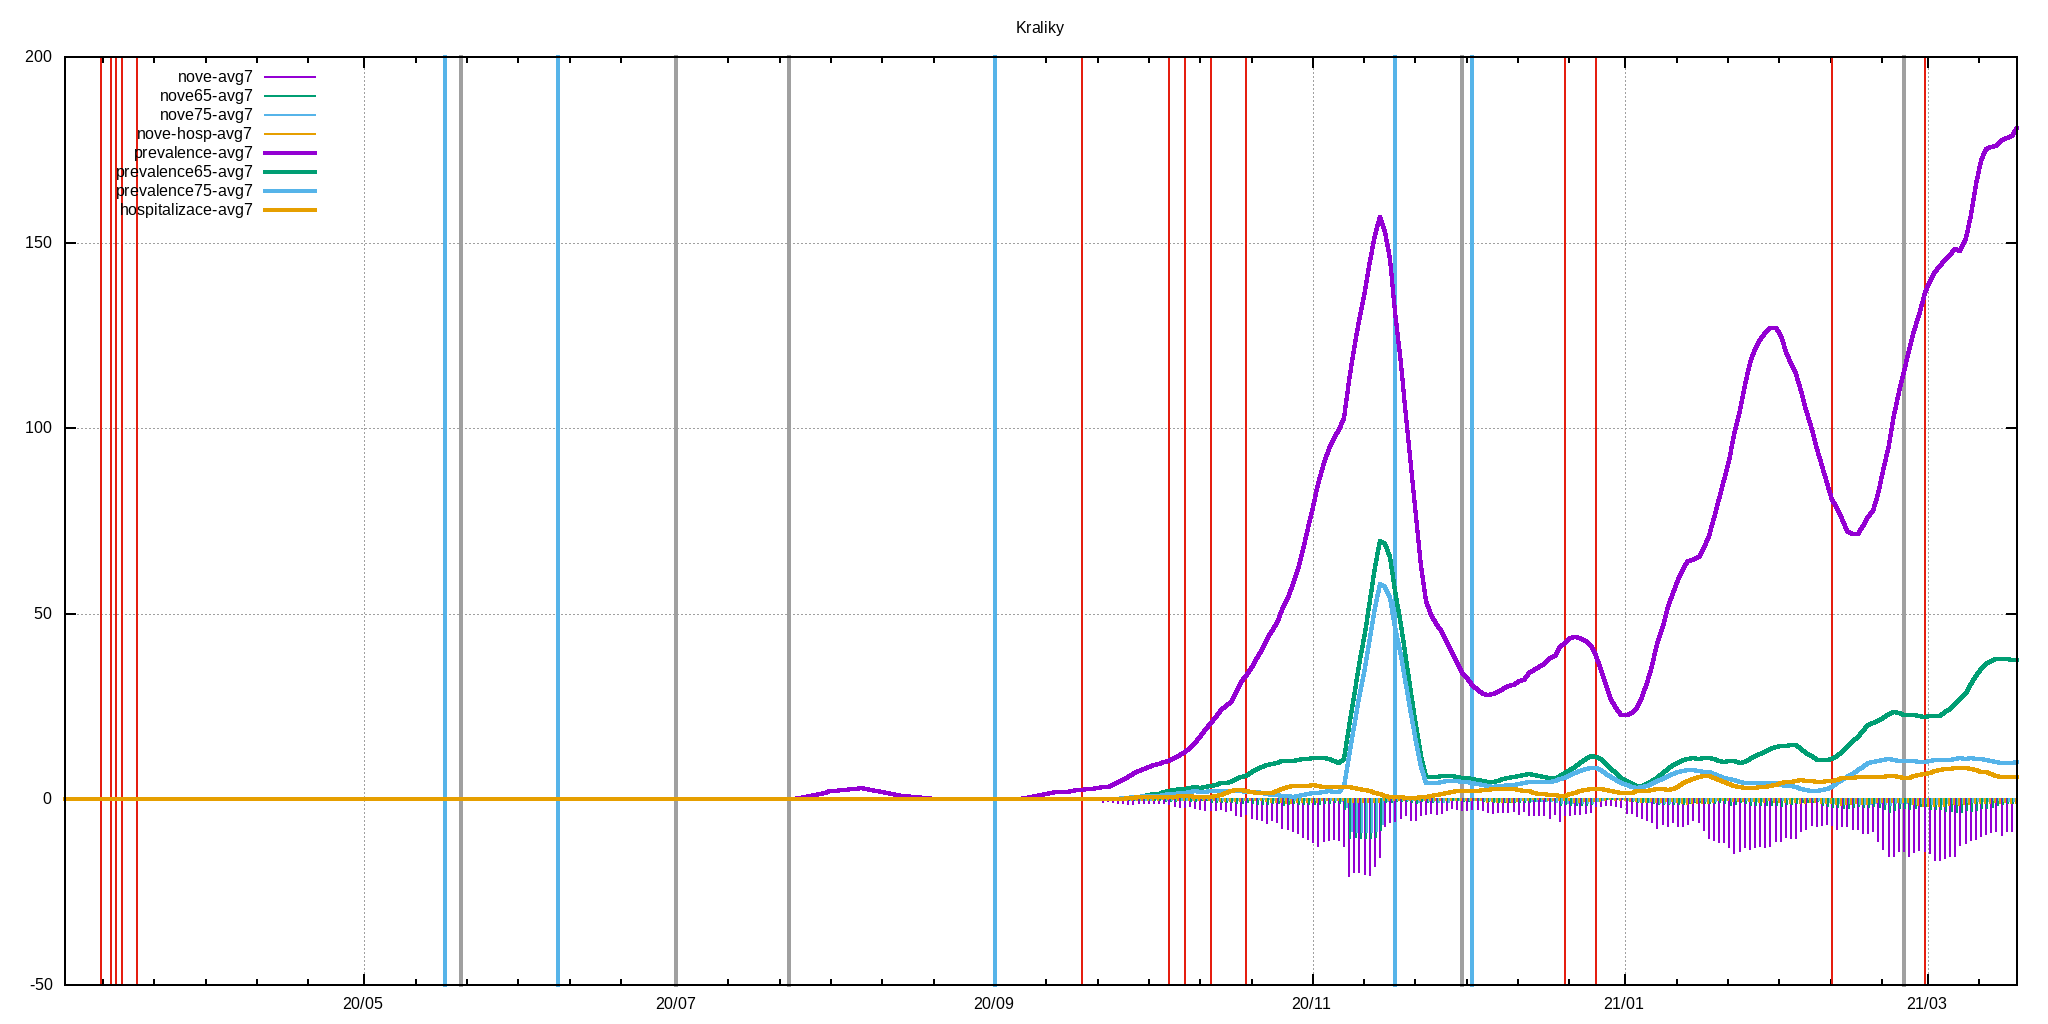 Kraliky
200
150
100
50
0
-50
nove-avg7
nove65-avg7
nove75-avg7
nove-hosp-avg7
prevalence-avg7
prevalence65-avg7
prevalence75-avg7
hospitalizace-avg7
20/05 20/07 20/09 20/11 21/01 21/03